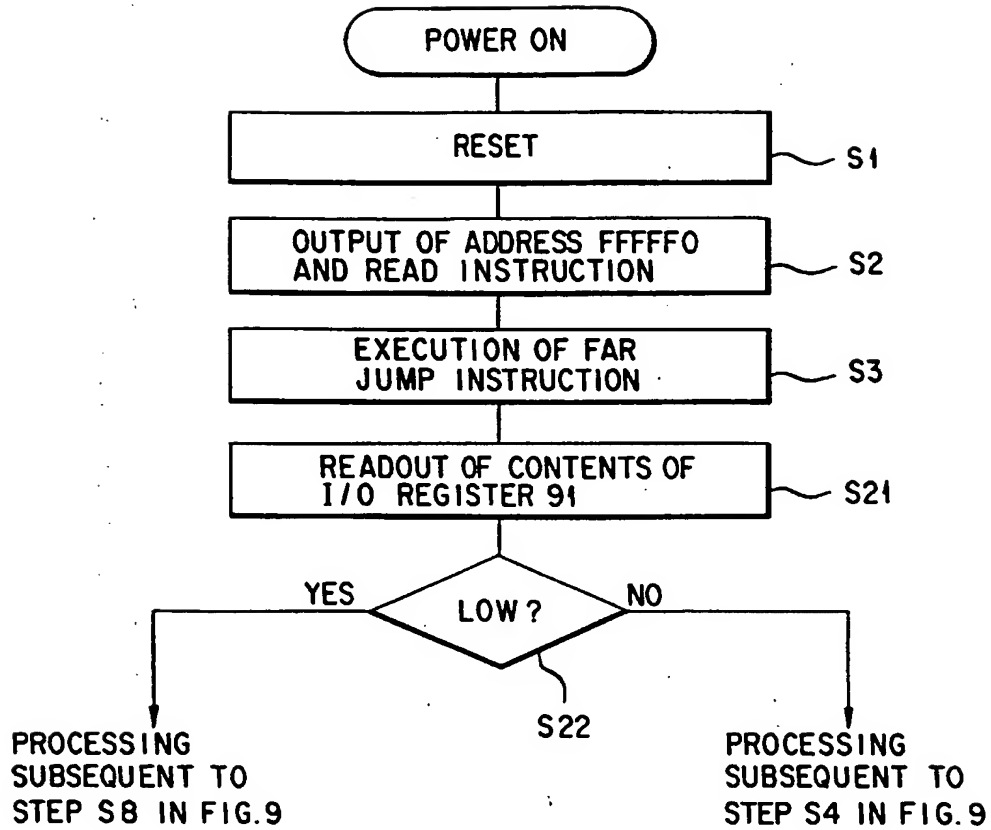 POWER ON
RESET
S1
OUTPUT OF ADDRESS FFFFF0
AND READ INSTRUCTION
S2
EXECUTION OF FAR
JUMP INSTRUCTION
S3
READOUT OF CONTENTS OF
I/O REGISTER 91
S21
YES
LOW?
NO
S22
PROCESSING
SUBSEQUENT TO
STEP S8 IN FIG.9
PROCESSING
SUBSEQUENT TO
STEP S4 IN FIG.9